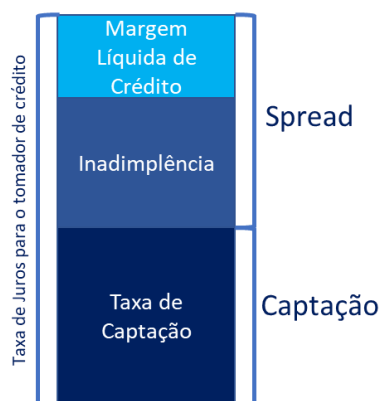 Taxa de Juros para o tomador de crédito
Margem
Líquida de
Crédito
Inadimplência
Taxa de
Captação
Spread
Captação